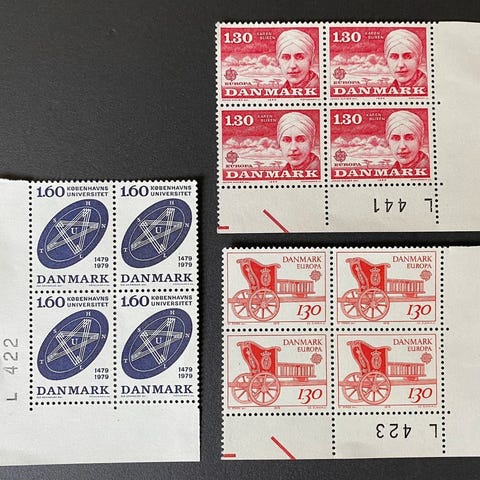 1.30 KAREN BLIXEN
EUROPA
DANMARK
1.30 KAREN BLIXEN
EUROPA
DANMARK
1.30 KAREN BLIXEN
EUROPA
DANMARK
1.30 KAREN BLIXEN
EUROPA
DANMARK
L 441
1.60 KØBENHAVNS
UNIVERSITET
1479
1979
DANMARK
1.60 KØBENHAVNS
UNIVERSITET
1479
1979
DANMARK
1.60 KØBENHAVNS
UNIVERSITET
1479
1979
DANMARK
1.60 KØBENHAVNS
UNIVERSITET
1479
1979
DANMARK
L 422
DANMARK
EUROPA
130
DANMARK
EUROPA
130
DANMARK
EUROPA
130
DANMARK
EUROPA
130
L 423